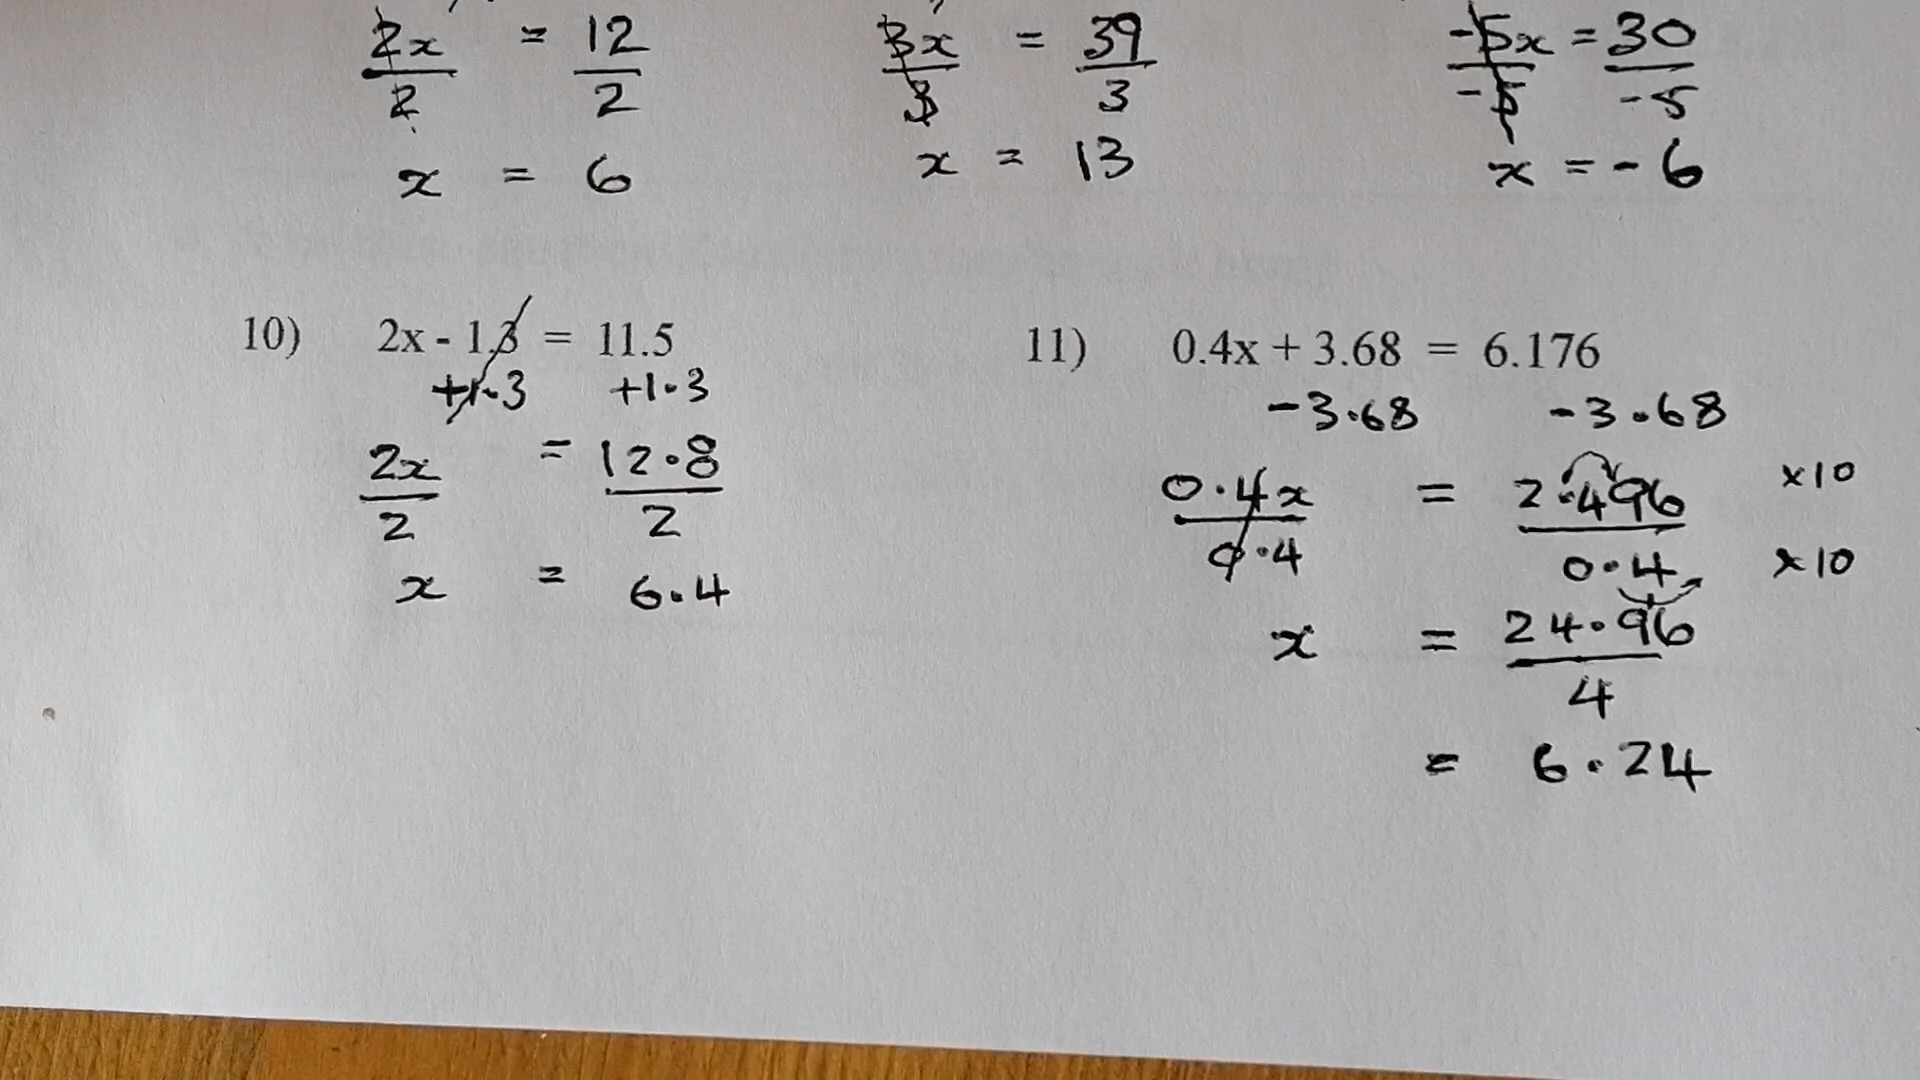 2x = 12
2 2
x = 6
3x = 39
3 3
x = 13
-5x = 30
-5 -5
x = -6
10) 2x - 1.3 = 11.5
+1.3 +1.3
2x = 12.8
2 2
x = 6.4
11) 0.4x + 3.68 = 6.176
-3.68 -3.68
0.4x = 2.496 x10
0.4 0.4 x10
x = 24.96
4
= 6.24